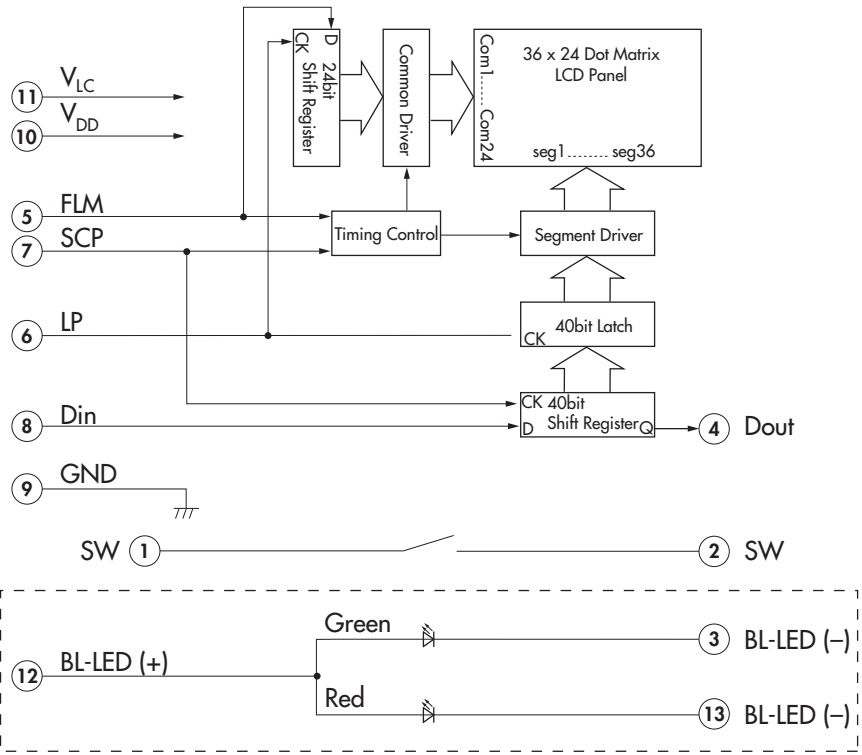 D
CK
24bit
Shift Register
Common Driver
Com1........Com24
36 x 24 Dot Matrix
LCD Panel
seg1........ seg36
11 VLC
10 VDD
5 FLM
Timing Control
Segment Driver
7 SCP
6 LP
40bit Latch
CK
CK 40bit
Shift Register
D
Q
8 Din
4 Dout
9 GND
SW 1
2 SW
Green
3 BL-LED (–)
12 BL-LED (+)
Red
13 BL-LED (–)